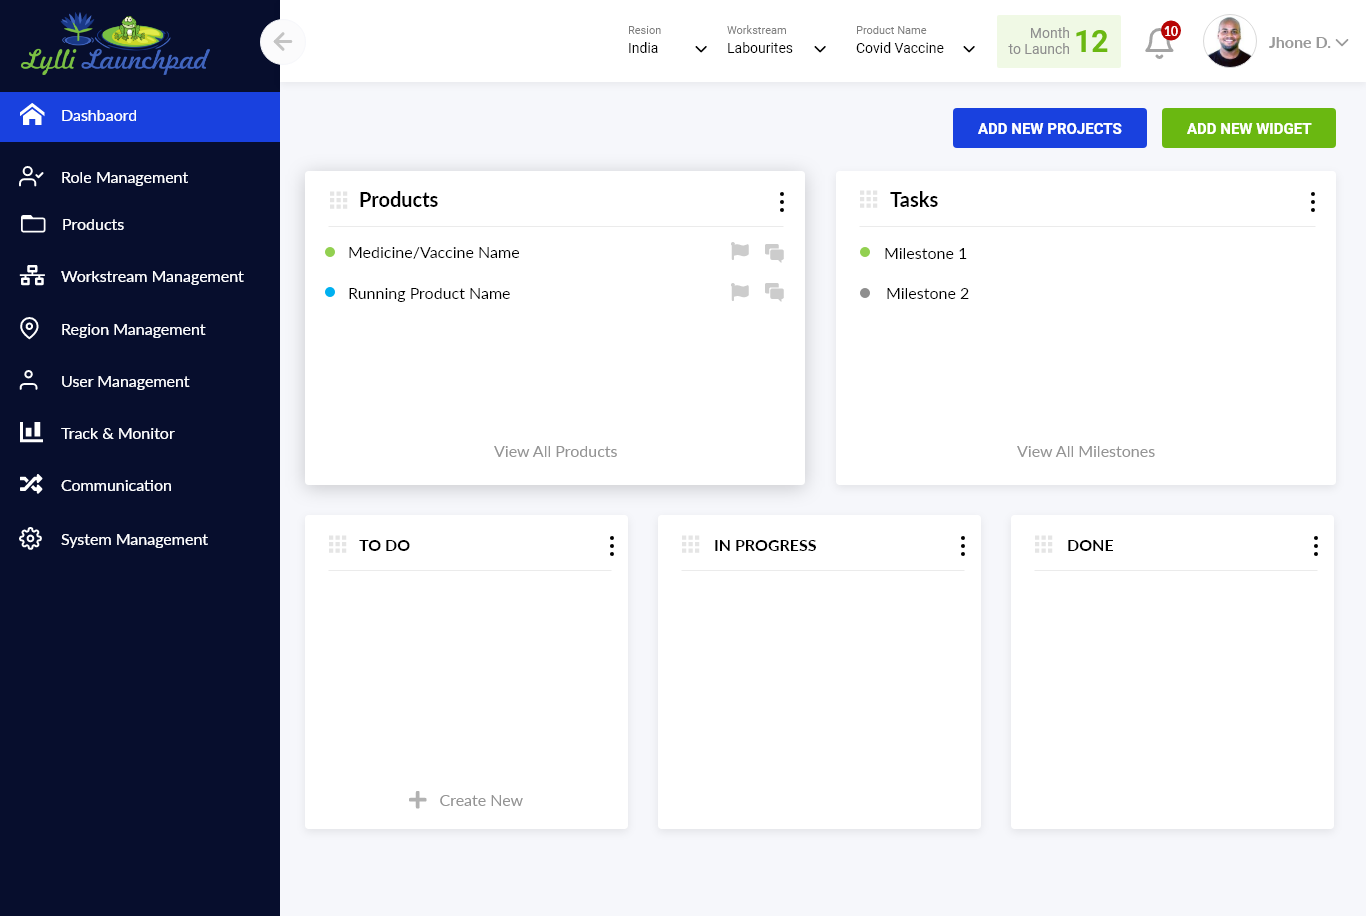 Lylli Launchpad
Resion
India
Workstream
Labourites
Product Name
Covid Vaccine
Month
to Launch
12
10
Jhone D.
Dashbaord
Role Management
Products
Workstream Management
Region Management
User Management
Track & Monitor
Communication
System Management
ADD NEW PROJECTS
ADD NEW WIDGET
Products
Medicine/Vaccine Name
Running Product Name
View All Products
Tasks
Milestone 1
Milestone 2
View All Milestones
TO DO
Create New
IN PROGRESS
DONE